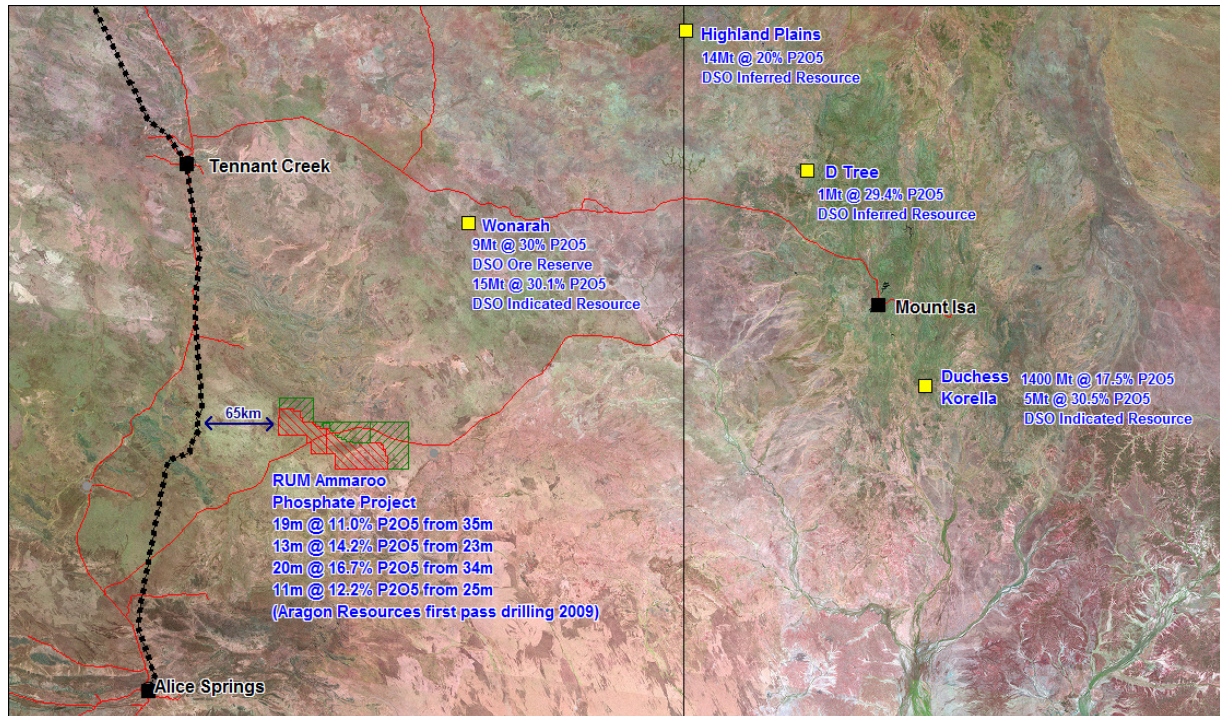 Highland Plains
14Mt @ 20% P2O5
DSO Inferred Resource
Tennant Creek
D Tree
1Mt @ 29.4% P2O5
DSO Inferred Resource
Wonarah
9Mt @ 30% P2O5
DSO Ore Reserve
15Mt @ 30.1% P2O5
DSO Indicated Resource
Mount Isa
Duchess
Korella
1400 Mt @ 17.5% P2O5
5Mt @ 30.5% P2O5
DSO Indicated Resource
65km
RUM Ammaroo
Phosphate Project
19m @ 11.0% P2O5 from 35m
13m @ 14.2% P2O5 from 23m
20m @ 16.7% P2O5 from 34m
11m @ 12.2% P2O5 from 25m
(Aragon Resources first pass drilling 2009)
Alice Springs